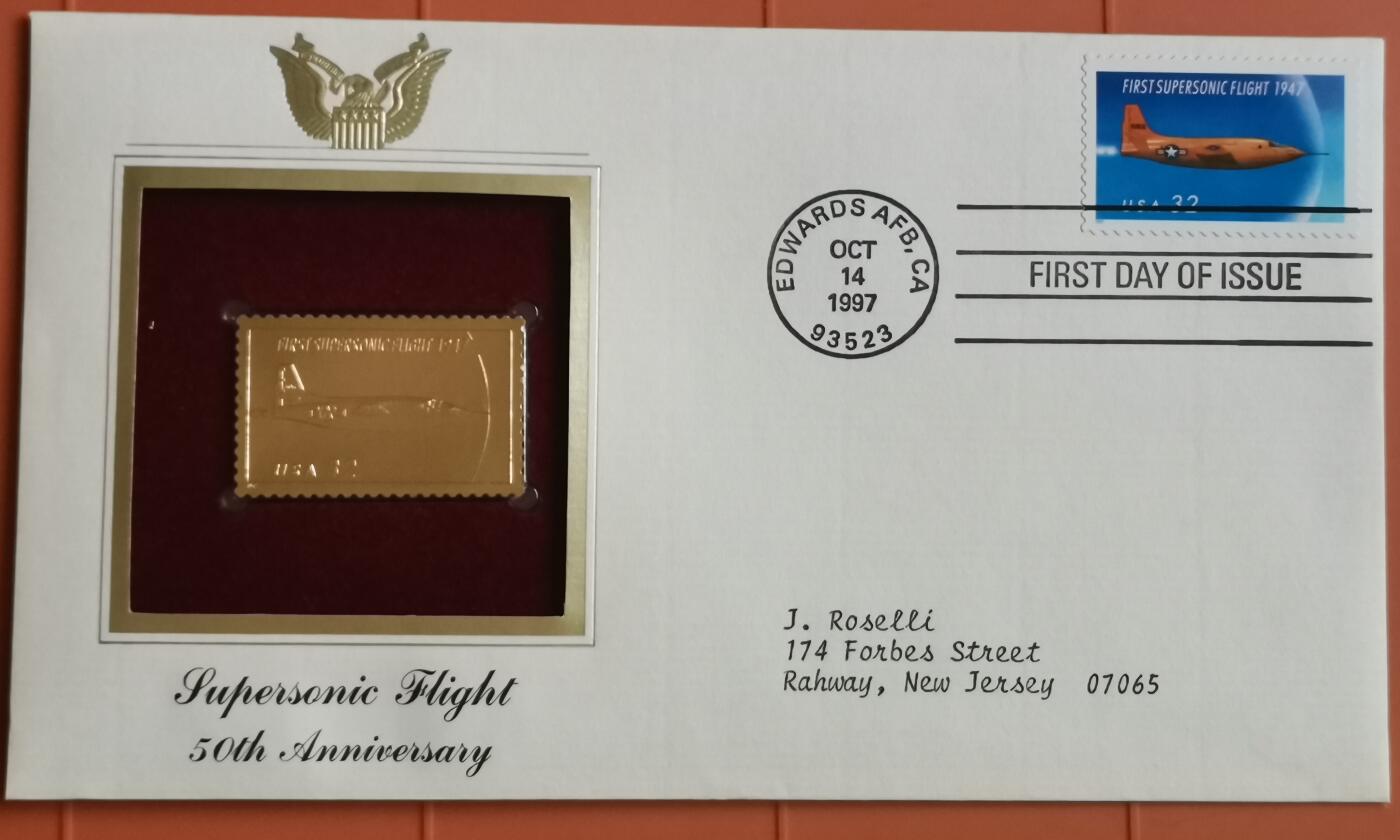 FIRST SUPERSONIC FLIGHT 1947
USA 32
EDWARDS AFB, CA
OCT
14
1997
93523
FIRST DAY OF ISSUE
FIRST SUPERSONIC FLIGHT 1947
USA 32
Supersonic Flight
50th Anniversary
J. Roselli
174 Forbes Street
Rahway, New Jersey 07065